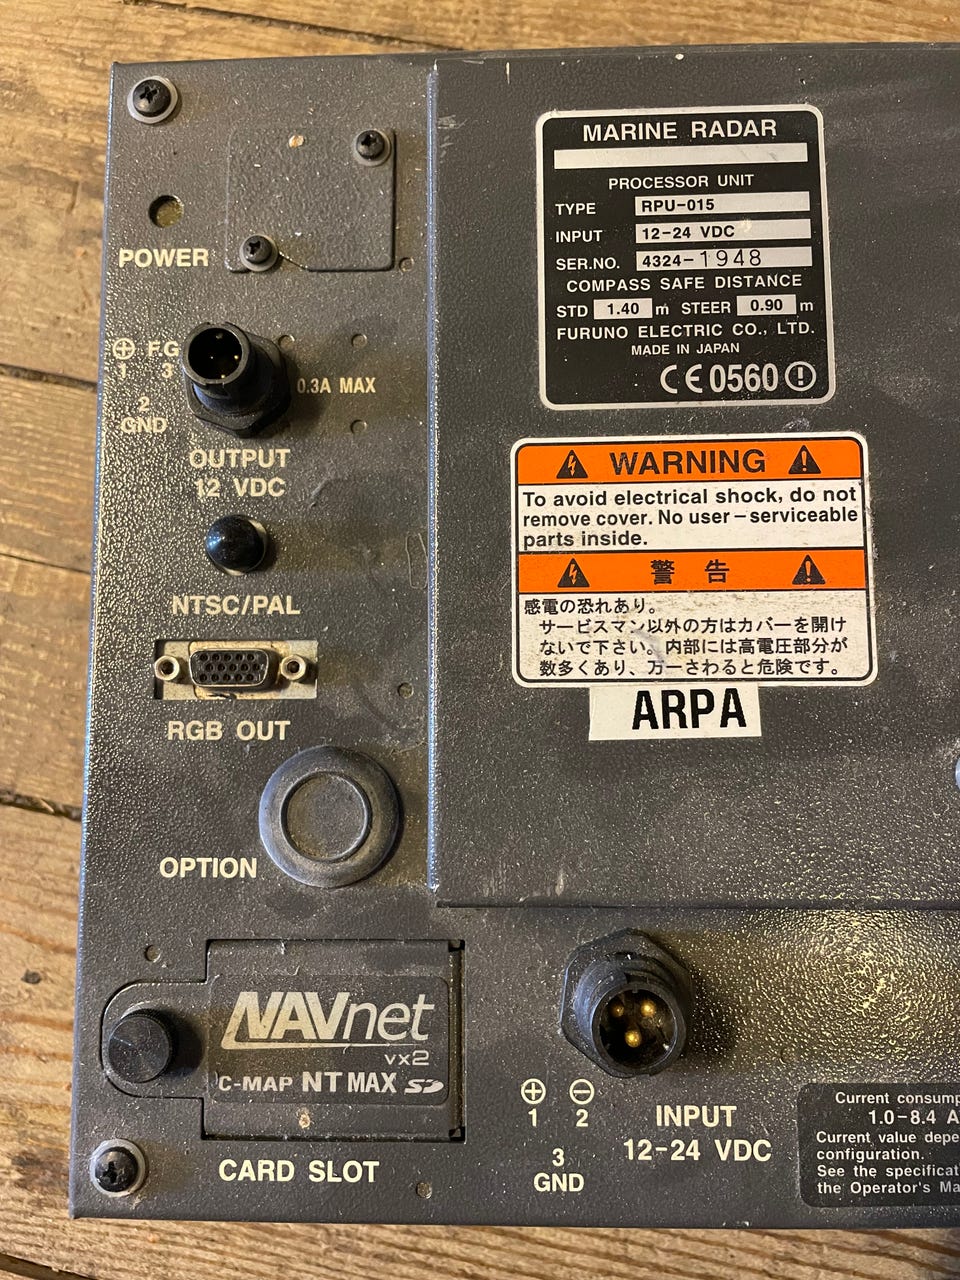 POWER
⊕ F.G
1 3
2
GND
0.3A MAX
OUTPUT
12 VDC
NTSC/PAL
RGB OUT
OPTION
NAVnet
vx2
C-MAP NT MAX SD
CARD SLOT
MARINE RADAR
PROCESSOR UNIT
TYPE RPU-015
INPUT 12-24 VDC
SER.NO. 4324-1948
COMPASS SAFE DISTANCE
STD 1.40 m STEER 0.90 m
FURUNO ELECTRIC CO., LTD.
MADE IN JAPAN
CE0560
WARNING
To avoid electrical shock, do not
remove cover. No user-serviceable
parts inside.
警告
感電の恐れあり。
サービスマン以外の方はカバーを開け
ないで下さい。内部には高電圧部分が
数多くあり、万一さわると危険です。
ARPA
⊕ ⊖
1 2
3
GND
INPUT
12-24 VDC
Current consump
1.0-8.4 A
Current value depe
configuration.
See the specificat
the Operator's Ma